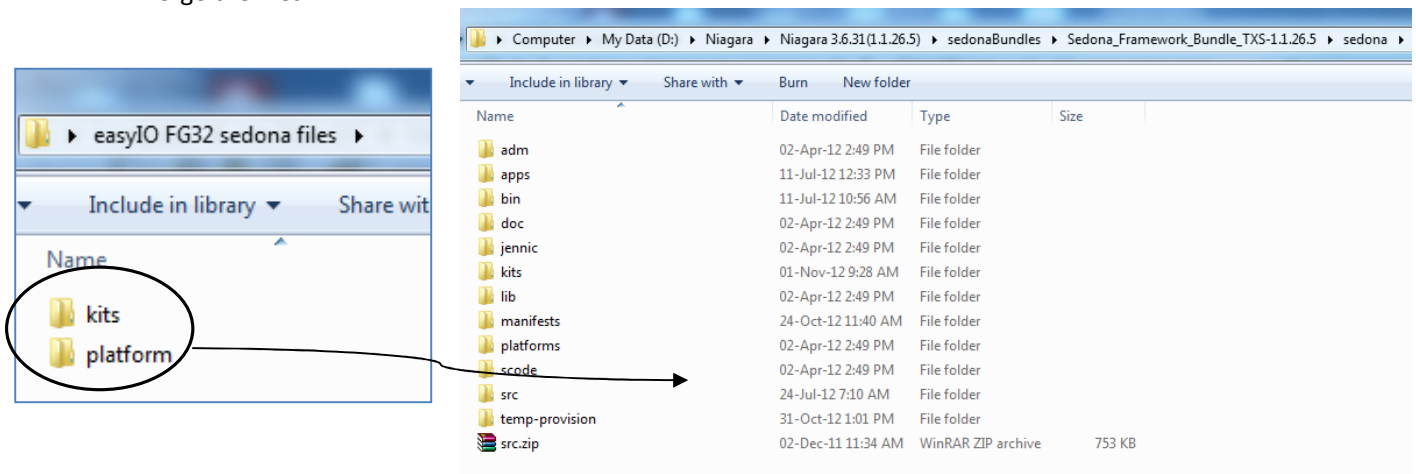 easyIO FG32 sedona files
Include in library Share wit
Name
kits
platform
Computer My Data (D:) Niagara Niagara 3.6.31(1.1.26.5) sedonaBundles Sedona_Framework_Bundle_TXS-1.1.26.5 sedona
Include in library Share with Burn New folder
Name Date modified Type Size
adm 02-Apr-12 2:49 PM File folder
apps 11-Jul-12 12:33 PM File folder
bin 11-Jul-12 10:56 AM File folder
doc 02-Apr-12 2:49 PM File folder
jennic 02-Apr-12 2:49 PM File folder
kits 01-Nov-12 9:28 AM File folder
lib 02-Apr-12 2:49 PM File folder
manifests 24-Oct-12 11:40 AM File folder
platforms 02-Apr-12 2:49 PM File folder
scode 02-Apr-12 2:49 PM File folder
src 24-Jul-12 7:10 AM File folder
temp-provision 31-Oct-12 1:01 PM File folder
src.zip 02-Dec-11 11:34 AM WinRAR ZIP archive 753 KB